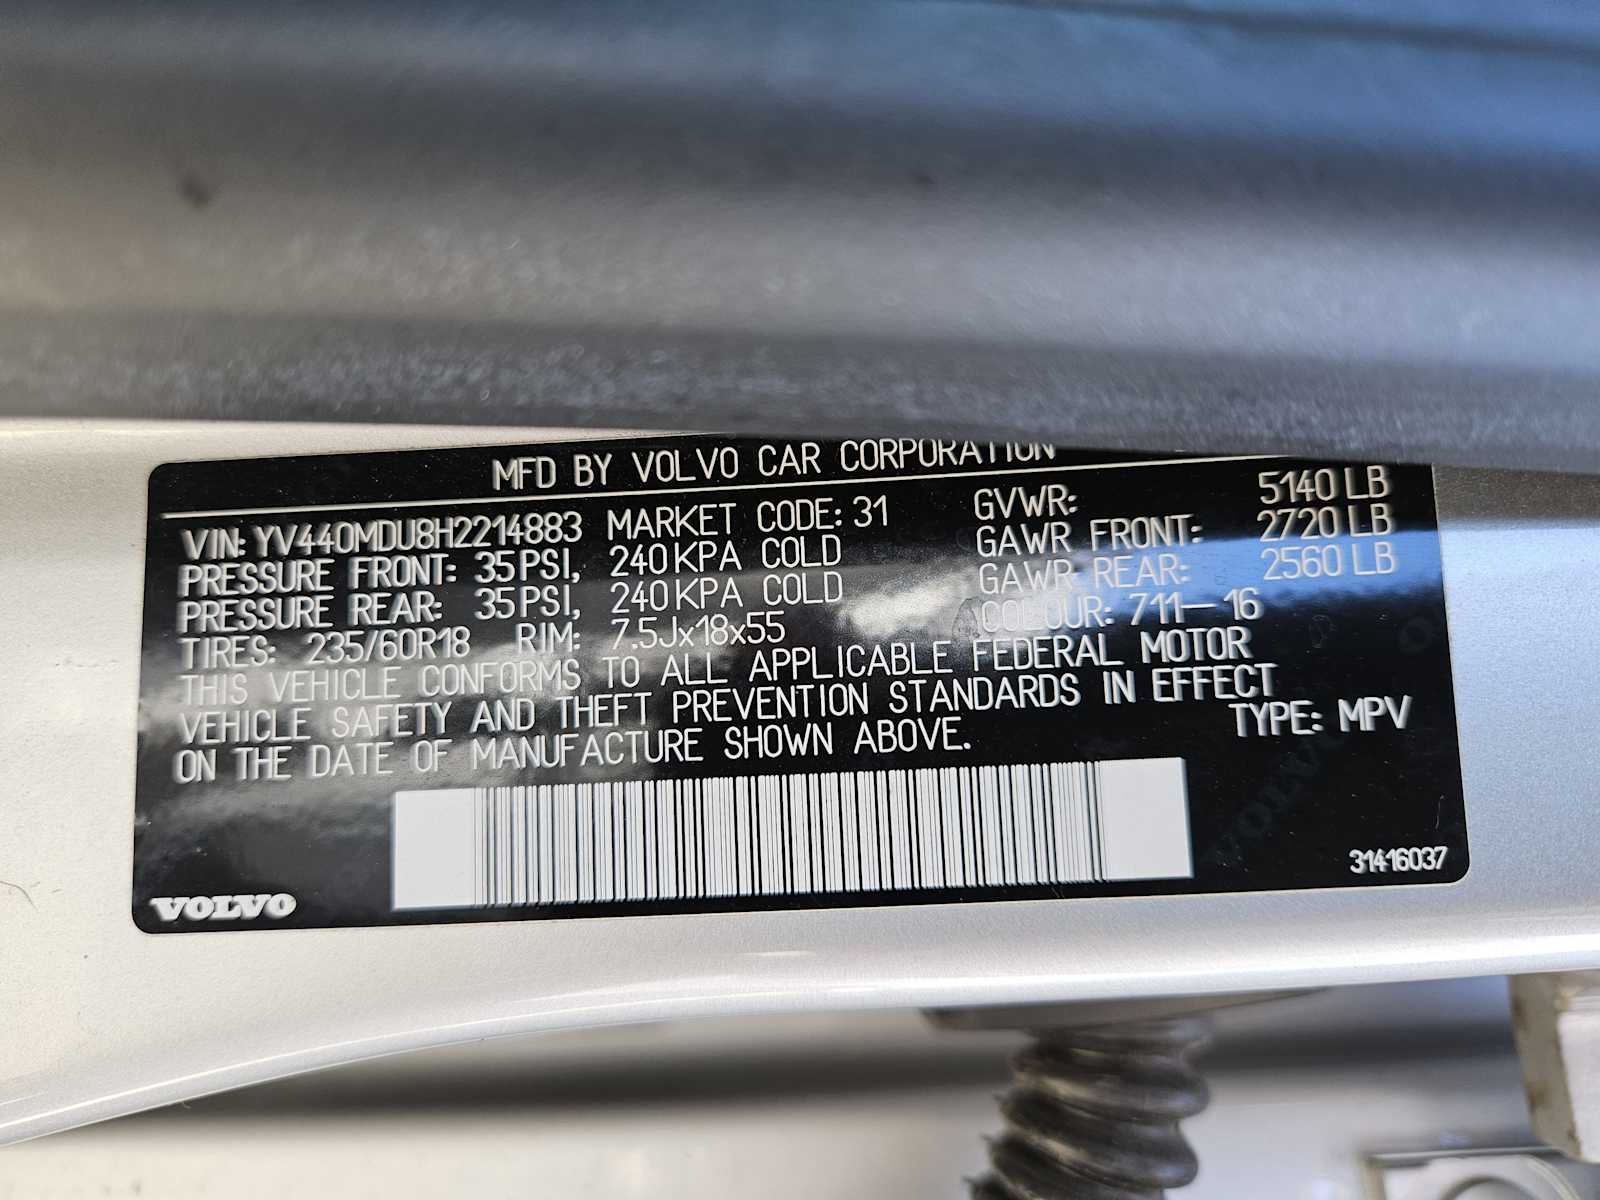 MFD BY VOLVO CAR CORPORATION
VIN: YV440MDU8H2214883 MARKET CODE: 31 GVWR: 5140 LB
PRESSURE FRONT: 35 PSI, 240 KPA COLD GAWR FRONT: 2720 LB
PRESSURE REAR: 35 PSI, 240 KPA COLD GAWR REAR: 2560 LB
TIRES: 235/60R18 RIM: 7.5Jx18x55 COLOUR: 711-16
THIS VEHICLE CONFORMS TO ALL APPLICABLE FEDERAL MOTOR
VEHICLE SAFETY AND THEFT PREVENTION STANDARDS IN EFFECT
ON THE DATE OF MANUFACTURE SHOWN ABOVE. TYPE: MPV
31416037
VOLVO